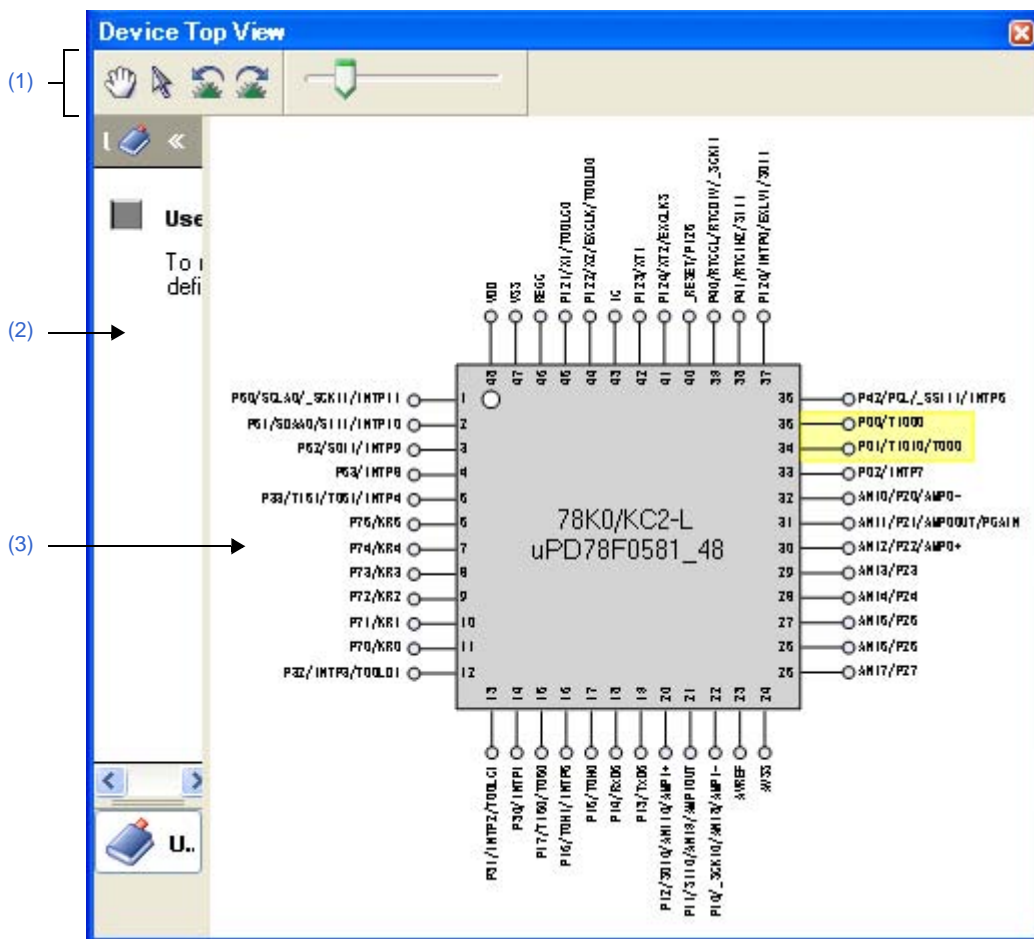 Device Top View
(1)
Use
To
defi
(2)
(3)
U..
VDD
VSS
REGC
P121/X1/TOOLC0
P122/X2/EXCLK/TOOLD0
IC
P123/XT1
P124/XT2/EXCLKS
_RESET/P125
P40/RTCCL/RTCDIV/_SCK11
P41/RTC1HZ/SI11
P120/INTP0/EXLVI/SO11
48
47
46
45
44
43
42
41
40
39
38
37
P60/SCLA0/_SCK11/INTP11 1
P61/SDAA0/SI11/INTP10 2
P62/SO11/INTP9 3
P63/INTP8 4
P33/TI51/TO51/INTP4 5
P75/KR5 6
P74/KR4 7
P73/KR3 8
P72/KR2 9
P71/KR1 10
P70/KR0 11
P32/INTP3/TOOLD1 12
78K0/KC2-L
uPD78F0581_48
36 P42/PCL/_SSI11/INTP6
35 P00/TI000
34 P01/TI010/TO00
33 P02/INTP7
32 ANI0/P20/AMP0-
31 ANI1/P21/AMP0OUT/PGAIN
30 ANI2/P22/AMP0+
29 ANI3/P23
28 ANI4/P24
27 ANI5/P25
26 ANI6/P26
25 ANI7/P27
13
14
15
16
17
18
19
20
21
22
23
24
P31/INTP2/TOOLC1
P30/INTP1
P17/TI50/TO50
P16/TOH1/INTP5
P15/TOH0
P14/RxD6
P13/TxD6
P12/SO10/ANI10/AMP1+
P11/SI10/ANI9/AMP1OUT
P10/_SCK10/ANI8/AMP1-
AVREF
AVSS